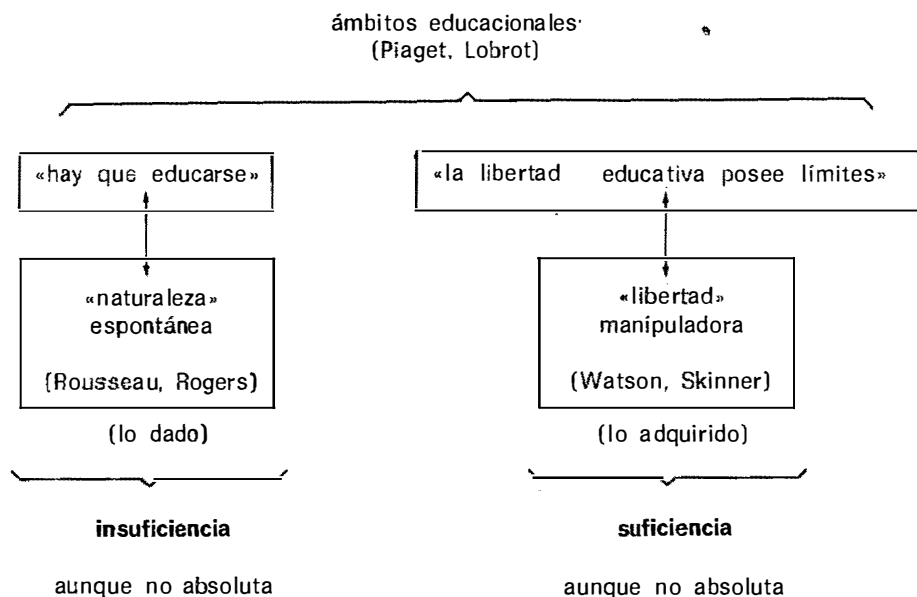 ámbitos educacionales
(Piaget, Lobrot)
«hay que educarse»
«la libertad educativa posee límites»
«naturaleza»
espontánea
(Rousseau, Rogers)
(lo dado)
«libertad»
manipuladora
(Watson, Skinner)
(lo adquirido)
insuficiencia
aunque no absoluta
suficiencia
aunque no absoluta